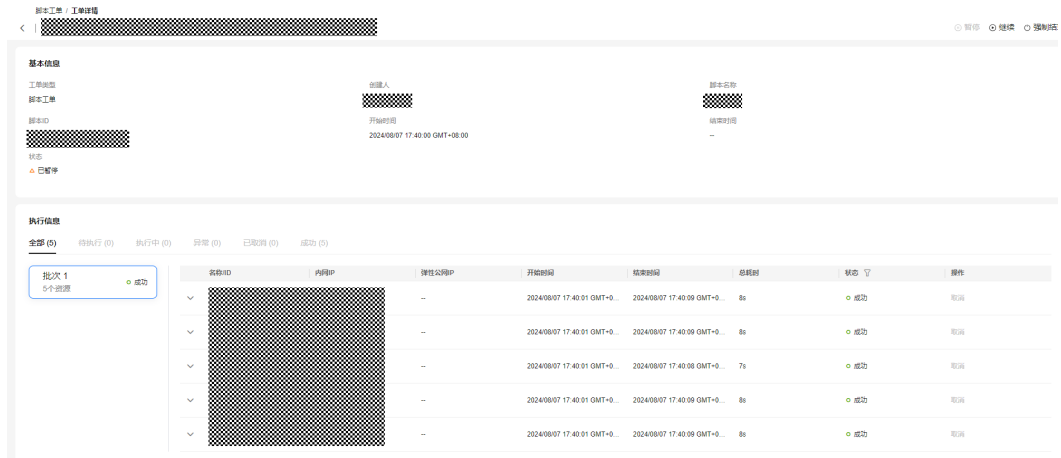 脚本工单 / 工单详情
暂停 继续 强制结
基本信息
工单类型 创建人 脚本名称
脚本工单
脚本ID 开始时间 结束时间
2024/08/07 17:40:00 GMT+08:00 --
状态
已暂停
执行信息
全部 (5) 待执行 (0) 执行中 (0) 异常 (0) 已取消 (0) 成功 (5)
批次 1 成功
5个资源
名称/ID 内网IP 弹性公网IP 开始时间 结束时间 总耗时 状态 操作
-- 2024/08/07 17:40:01 GMT+0... 2024/08/07 17:40:09 GMT+0... 8s 成功 取消
-- 2024/08/07 17:40:01 GMT+0... 2024/08/07 17:40:09 GMT+0... 8s 成功 取消
-- 2024/08/07 17:40:01 GMT+0... 2024/08/07 17:40:08 GMT+0... 7s 成功 取消
-- 2024/08/07 17:40:01 GMT+0... 2024/08/07 17:40:09 GMT+0... 8s 成功 取消
-- 2024/08/07 17:40:01 GMT+0... 2024/08/07 17:40:09 GMT+0... 8s 成功 取消